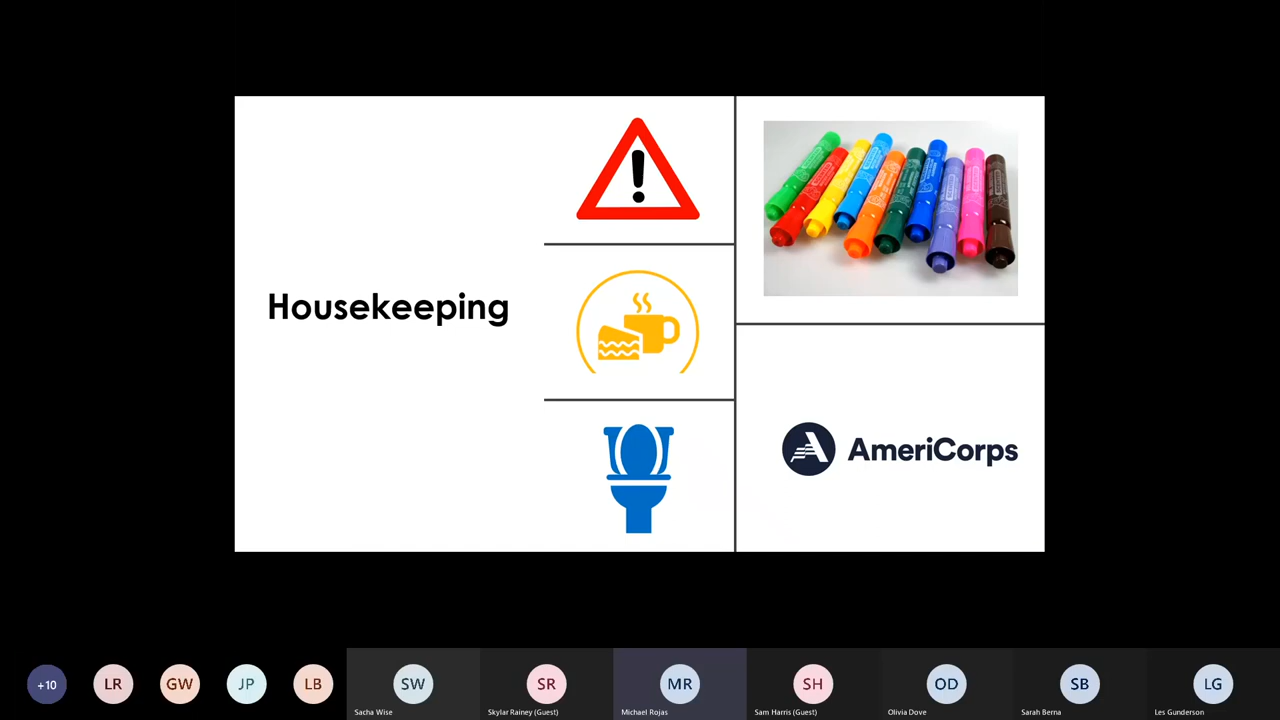 Housekeeping
AmeriCorps
+10
LR
GW
JP
LB
SW
Sacha Wise
SR
Skylar Rainey (Guest)
MR
Michael Rojas
SH
Sam Harris (Guest)
OD
Olivia Dove
SB
Sarah Berna
LG
Les Gunderson